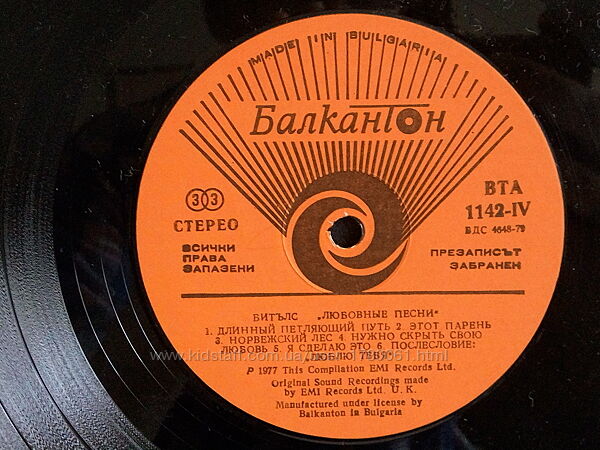 MADE IN BULGARIA
Балкантон
33
СТЕРЕО
ВСИЧКИ
ПРАВА
ЗАПАЗЕНИ
ВТА
1142-IV
БДС 4648-79
ПРЕЗАПИСЪТ
ЗАБРАНЕН
БИТЪЛС „ЛЮБОВНЫЕ ПЕСНИ"
1. ДЛИННЫЙ ПЕТЛЯЮЩИЙ ПУТЬ 2. ЭТОТ ПАРЕНЬ
3. НОРВЕЖСКИЙ ЛЕС 4. НУЖНО СКРЫТЬ СВОЮ
ЛЮБОВЬ 5. Я СДЕЛАЮ ЭТО 6. ПОСЛЕСЛОВИЕ:
„ЛЮБЛЮ ТЕБЯ"
P 1977 This Compilation EMI Records Ltd.
Original Sound Recordings made
by EMI Records Ltd. U. K.
Manufactured under license by
Balkanton in Bulgaria